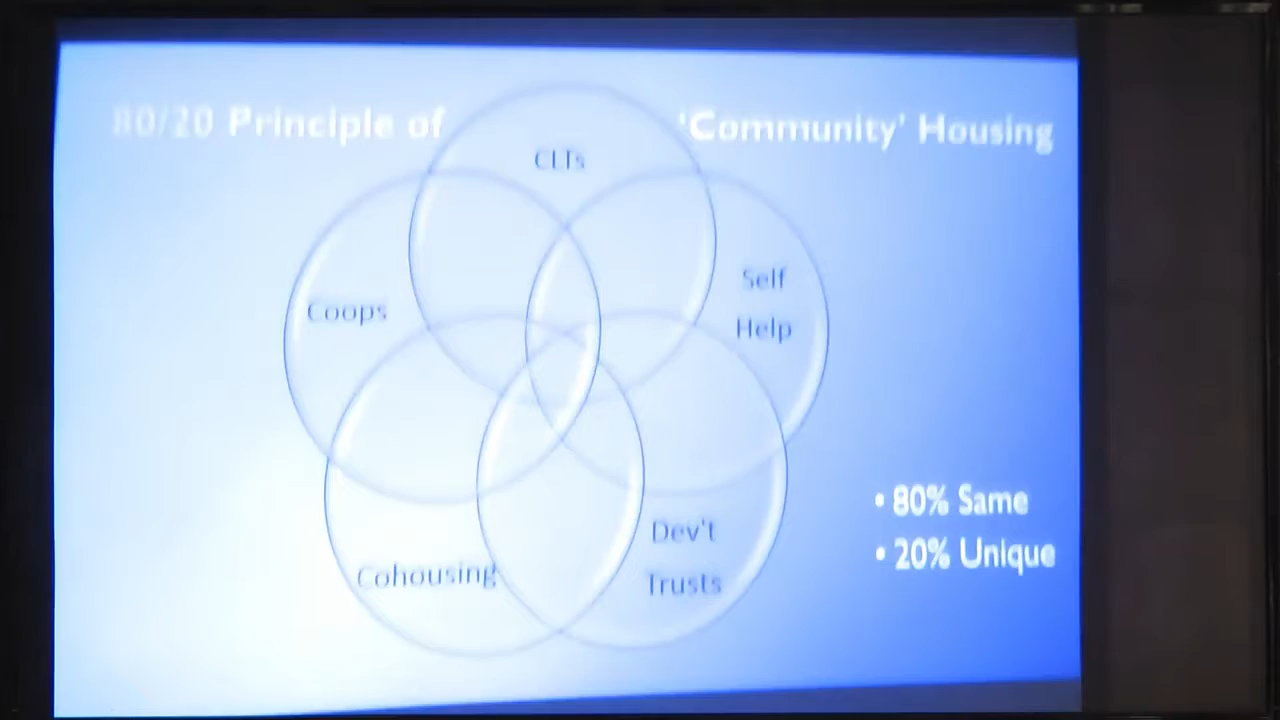 80/20 Principle of 'Community' Housing
CLTs
Self
Help
Coops
80% Same
20% Unique
Dev't
Trusts
Cohousing